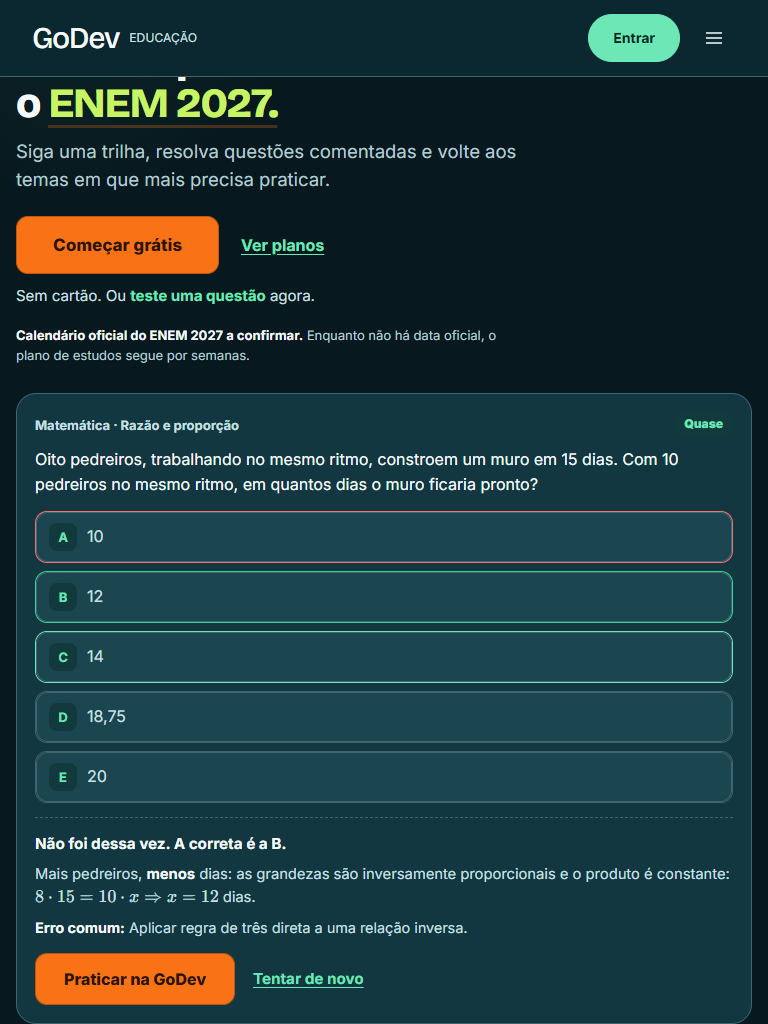 GoDev EDUCAÇÃO
Entrar
o ENEM 2027.
Siga uma trilha, resolva questões comentadas e volte aos
temas em que mais precisa praticar.
Começar grátis
Ver planos
Sem cartão. Ou teste uma questão agora.
Calendário oficial do ENEM 2027 a confirmar. Enquanto não há data oficial, o
plano de estudos segue por semanas.
Matemática · Razão e proporção
Quase
Oito pedreiros, trabalhando no mesmo ritmo, constroem um muro em 15 dias. Com 10
pedreiros no mesmo ritmo, em quantos dias o muro ficaria pronto?
A 10
B 12
C 14
D 18,75
E 20
Não foi dessa vez. A correta é a B.
Mais pedreiros, menos dias: as grandezas são inversamente proporcionais e o produto é constante:
8 · 15 = 10 · x ⇒ x = 12 dias.
Erro comum: Aplicar regra de três direta a uma relação inversa.
Praticar na GoDev
Tentar de novo